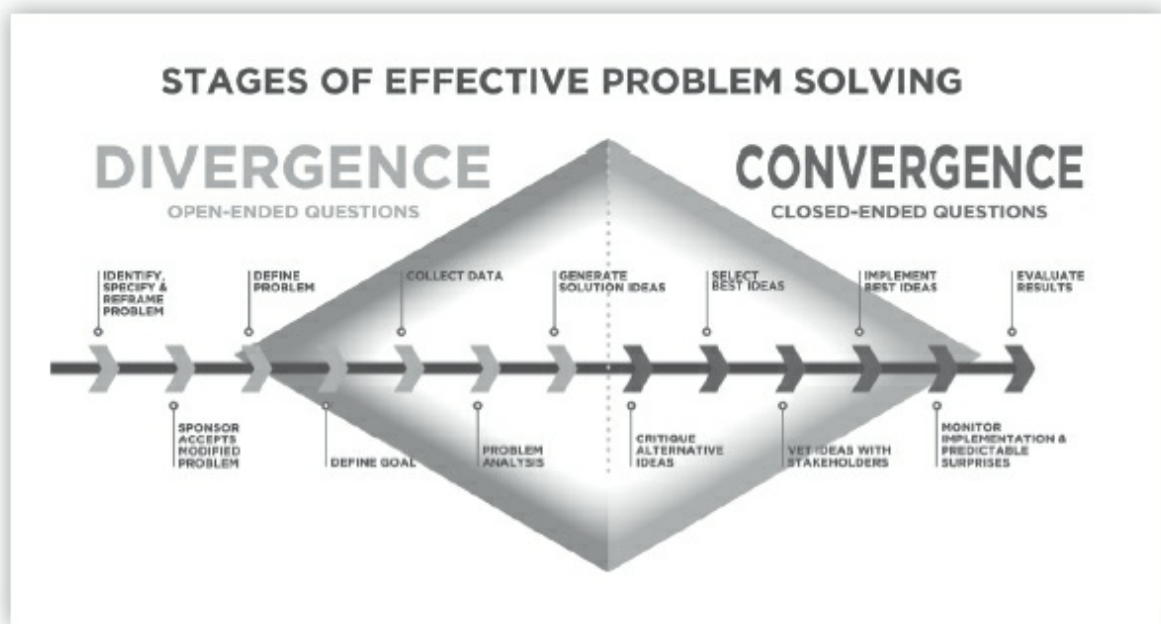 STAGES OF EFFECTIVE PROBLEM SOLVING
DIVERGENCE
OPEN-ENDED QUESTIONS
CONVERGENCE
CLOSED-ENDED QUESTIONS
IDENTIFY,
SPECIFY &
REFRAME
PROBLEM
DEFINE
PROBLEM
COLLECT DATA
GENERATE
SOLUTION IDEAS
SELECT
BEST IDEAS
IMPLEMENT
BEST IDEAS
EVALUATE
RESULTS
SPONSOR
ACCEPTS
MODIFIED
PROBLEM
DEFINE GOAL
PROBLEM
ANALYSIS
CRITIQUE
ALTERNATIVE
IDEAS
VET IDEAS WITH
STAKEHOLDERS
MONITOR
IMPLEMENTATION &
PREDICTABLE
SURPRISES